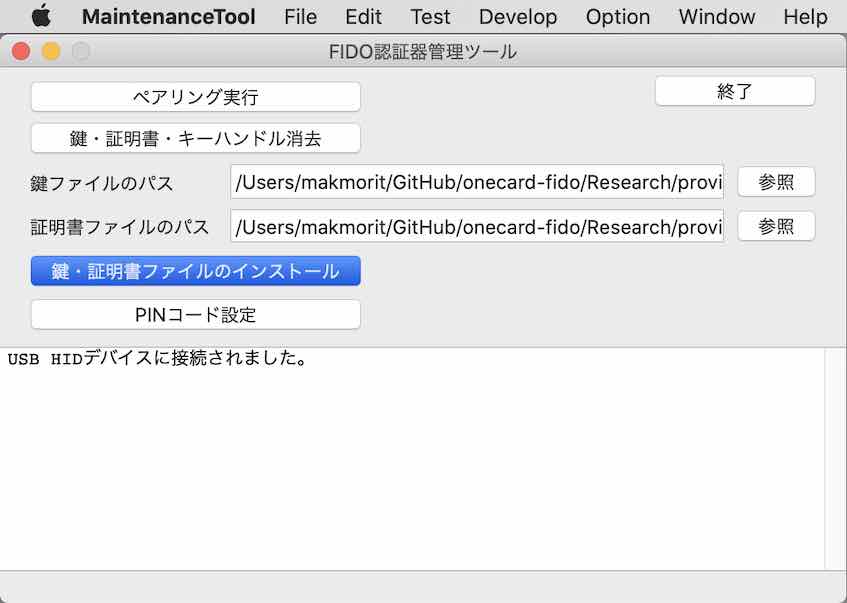 MaintenanceTool File Edit Test Develop Option Window Help
FIDO認証器管理ツール
ペアリング実行 終了
鍵・証明書・キーハンドル消去
鍵ファイルのパス /Users/makmorit/GitHub/onecard-fido/Research/provi 参照
証明書ファイルのパス /Users/makmorit/GitHub/onecard-fido/Research/provi 参照
鍵・証明書ファイルのインストール
PINコード設定
USB HIDデバイスに接続されました。